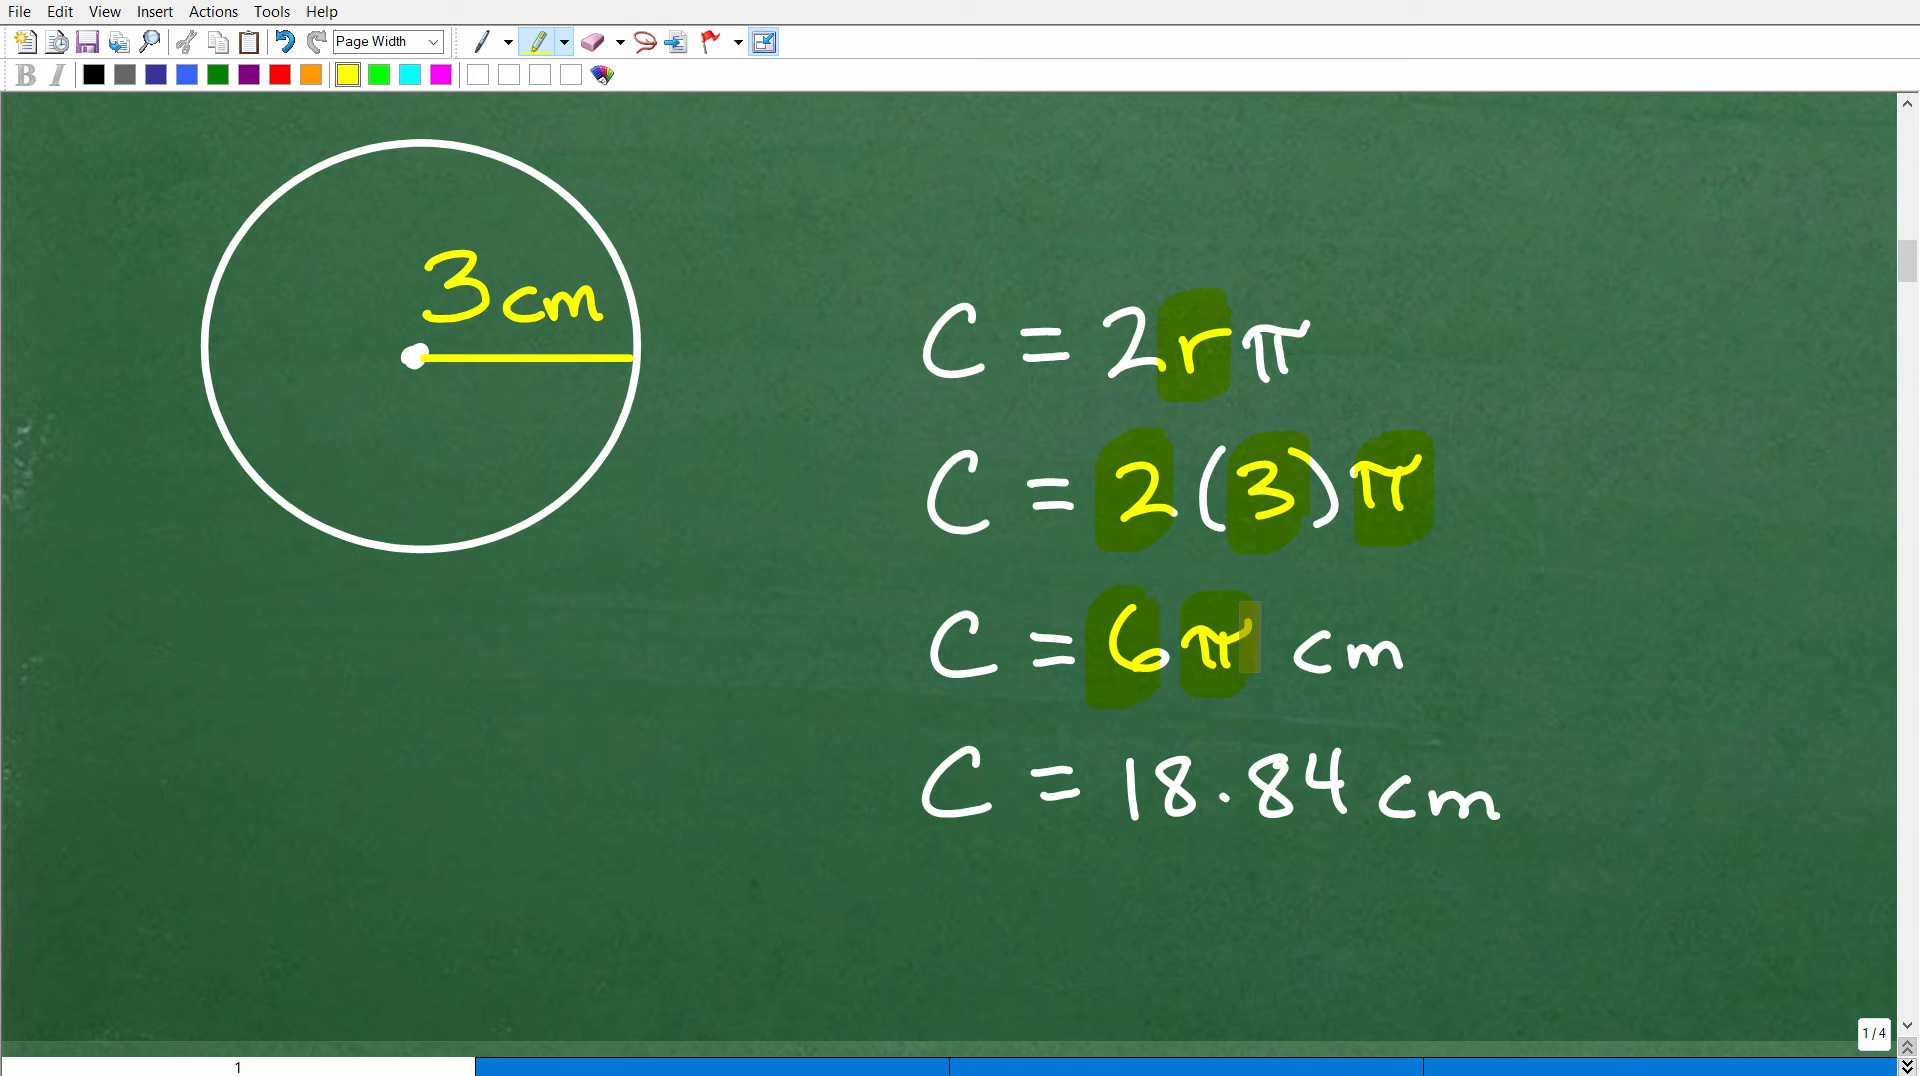 File Edit View Insert Actions Tools Help
Page Width
B I
3cm
C = 2rπ
C = 2(3)π
C = 6π cm
C = 18.84 cm
1 / 4
1